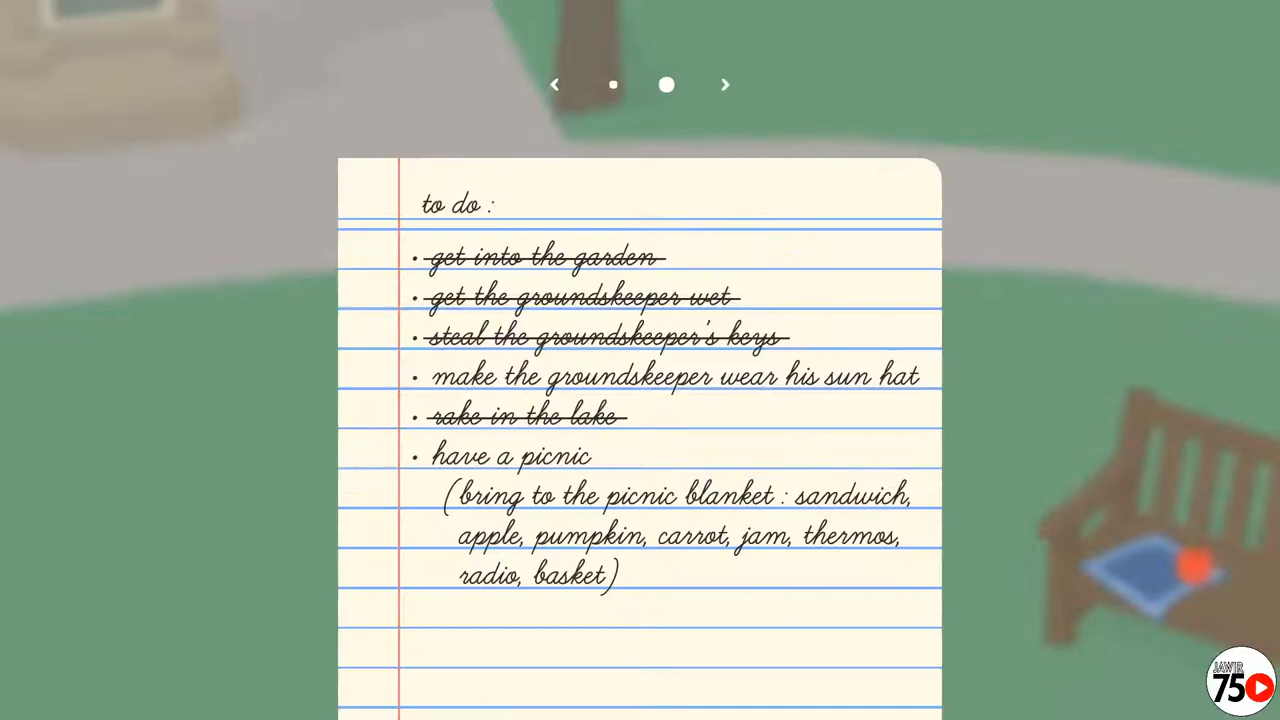 to do :
• get into the garden
• get the groundskeeper wet
• steal the groundskeeper's keys
• make the groundskeeper wear his sun hat
• rake in the lake
• have a picnic
(bring to the picnic blanket : sandwich,
apple, pumpkin, carrot, jam, thermos,
radio, basket)
JAWIR
75